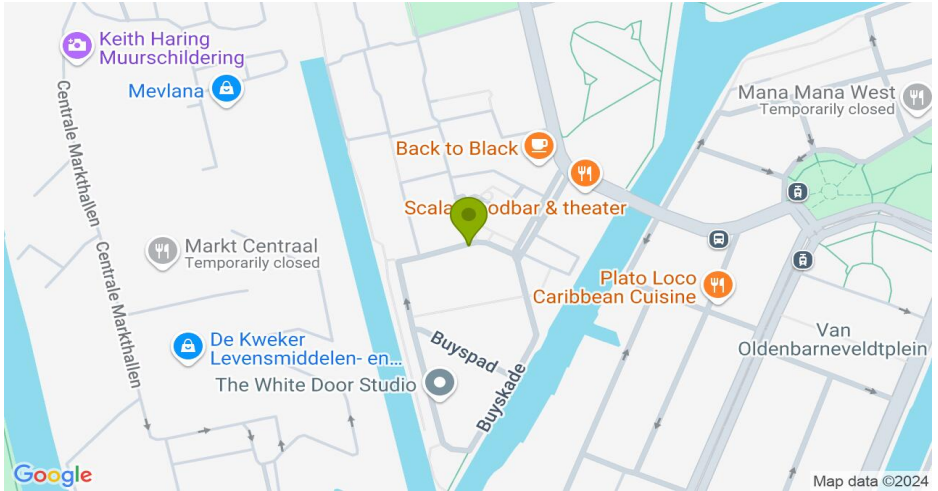 Keith Haring
Muurschildering
Mevlana
Mana Mana West
Temporarily closed
Back to Black
Centrale Markthallen
Centrale Markthallen
Scala
odbar & theater
Markt Centraal
Temporarily closed
Plato Loco
Caribbean Cuisine
De Kweker
Levensmiddelen- en...
Buyspad
Van
Oldenbarneveldtplein
The White Door Studio
Buyskade
Google
Map data ©2024